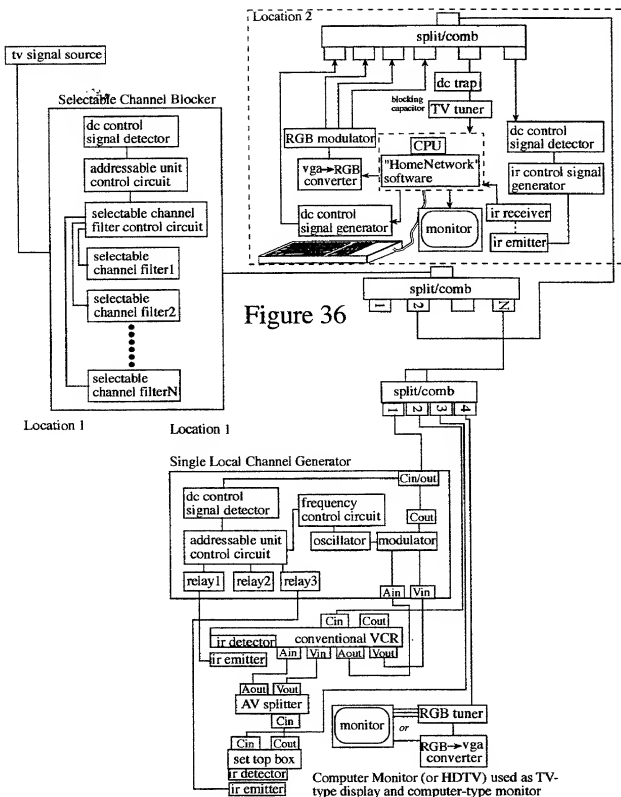 Location 2
split/comb
tv signal source
dc trap
blocking
capacitor
TV tuner
Selectable Channel Blocker
dc control
signal detector
addressable unit
control circuit
selectable channel
filter control circuit
selectable
channel filter1
selectable
channel filter2
selectable
channel filterN
Location 1
Location 1
RGB modulator
CPU
"HomeNetwork"
software
vga→RGB
converter
dc control
signal generator
monitor
dc control
signal detector
ir control signal
generator
ir receiver
ir emitter
split/comb
1
2
N
Figure 36
split/comb
1
2
3
4
Single Local Channel Generator
Cin/out
dc control
signal detector
frequency
control circuit
Cout
addressable unit
control circuit
oscillator
modulator
relay1
relay2
relay3
Ain
Vin
Cin
Cout
conventional VCR
ir detector
ir emitter
Ain
Vin
Aout
Vout
Aout
Vout
AV splitter
Cin
Cin
Cout
set top box
ir detector
ir emitter
monitor
or
RGB tuner
RGB→vga
converter
Computer Monitor (or HDTV) used as TV-
type display and computer-type monitor